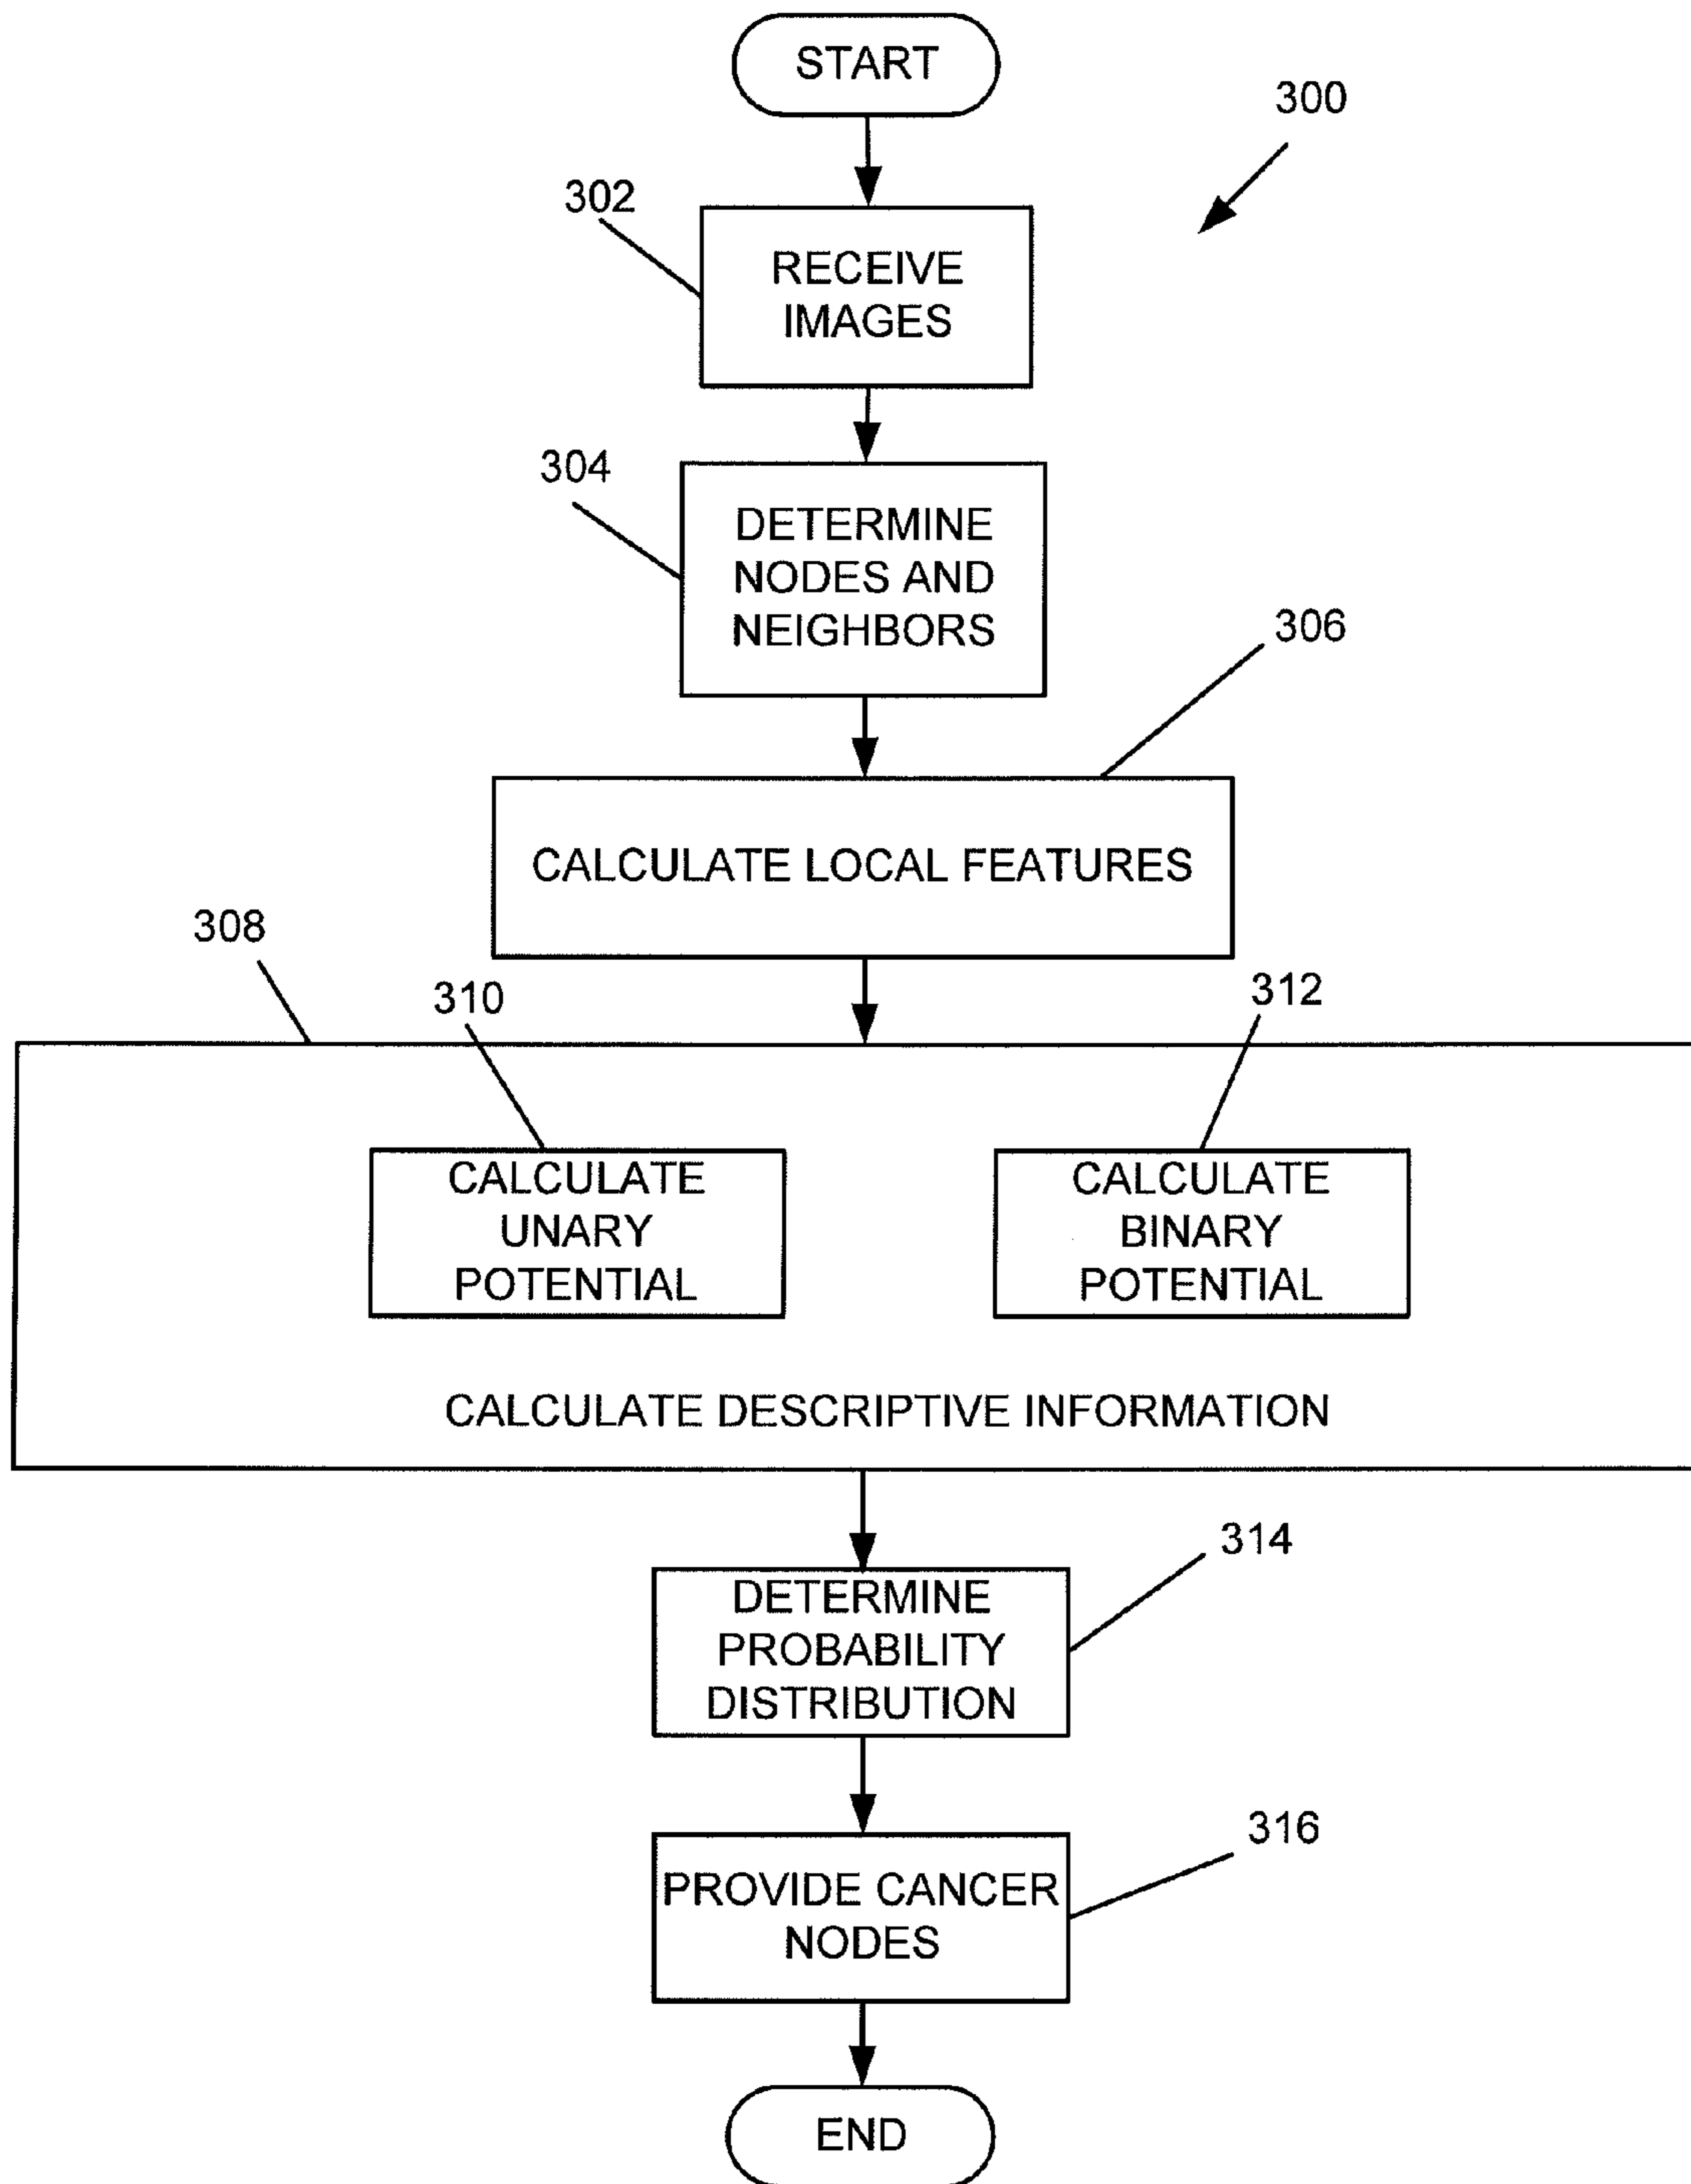 START
300
302
RECEIVE
IMAGES
304
DETERMINE
NODES AND
NEIGHBORS
306
CALCULATE LOCAL FEATURES
308
310
312
CALCULATE
UNARY
POTENTIAL
CALCULATE
BINARY
POTENTIAL
CALCULATE DESCRIPTIVE INFORMATION
314
DETERMINE
PROBABILITY
DISTRIBUTION
316
PROVIDE CANCER
NODES
END